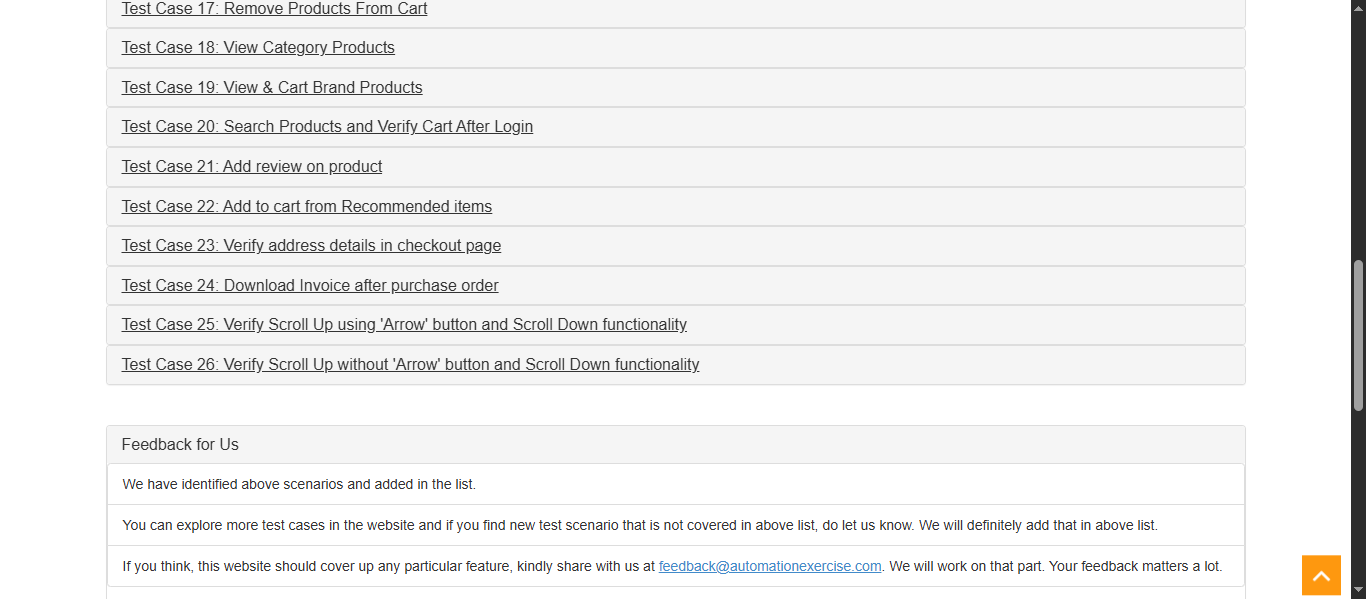 Test Case 17: Remove Products From Cart
Test Case 18: View Category Products
Test Case 19: View & Cart Brand Products
Test Case 20: Search Products and Verify Cart After Login
Test Case 21: Add review on product
Test Case 22: Add to cart from Recommended items
Test Case 23: Verify address details in checkout page
Test Case 24: Download Invoice after purchase order
Test Case 25: Verify Scroll Up using 'Arrow' button and Scroll Down functionality
Test Case 26: Verify Scroll Up without 'Arrow' button and Scroll Down functionality
Feedback for Us
We have identified above scenarios and added in the list.
You can explore more test cases in the website and if you find new test scenario that is not covered in above list, do let us know. We will definitely add that in above list.
If you think, this website should cover up any particular feature, kindly share with us at feedback@automationexercise.com. We will work on that part. Your feedback matters a lot.